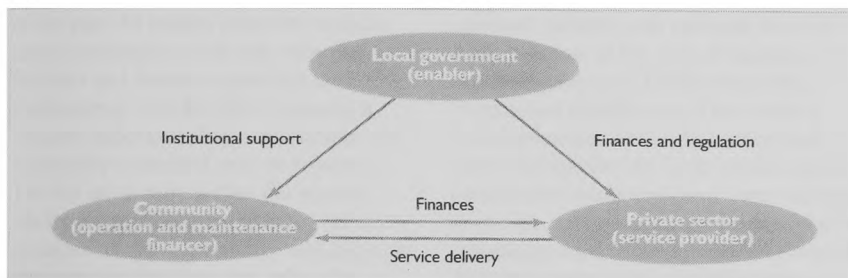 Local government
(enabler)
Institutional support
Finances and regulation
Community
(operation and maintenance
financer)
Finances
Private sector
(service provider)
Service delivery